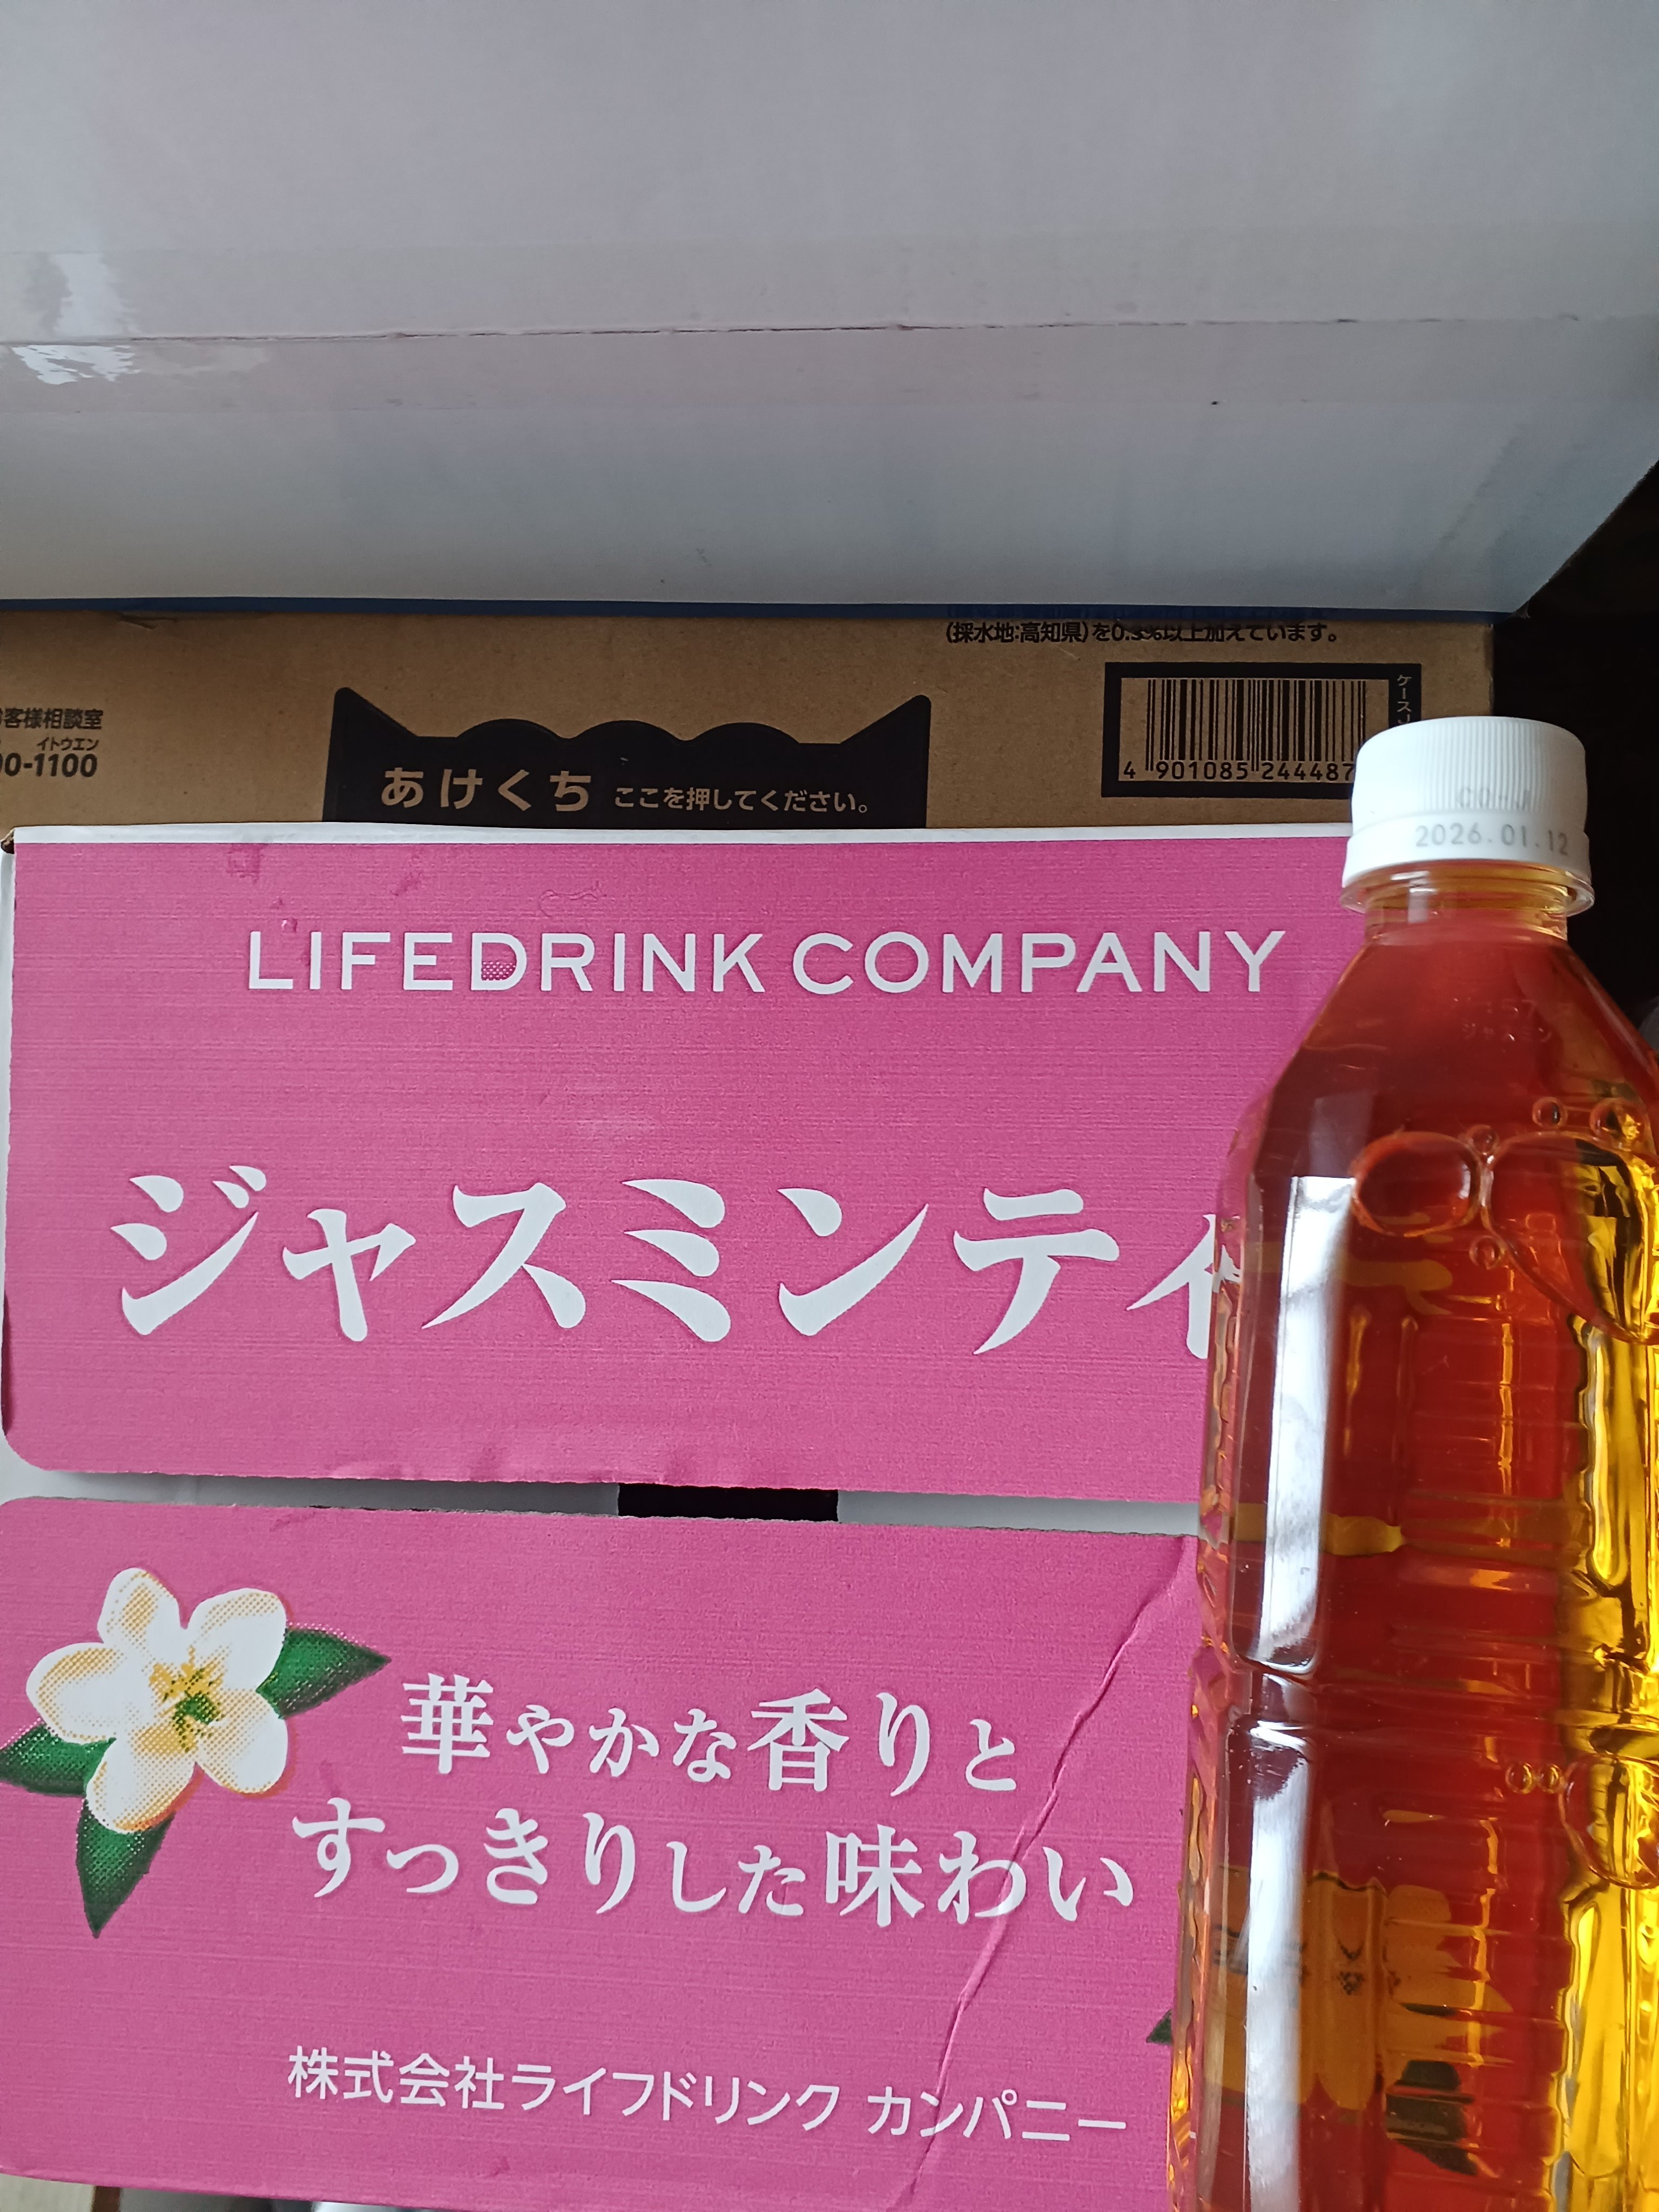 (採水地:高知県)を0.3%以上加えています。
客様相談室
イトウエン
00-1100
あけくち ここを押してください。
4 901085 244487
2026.01.12
LIFEDRINK COMPANY
ジャスミンティ
華やかな香りと
すっきりした味わい
株式会社ライフドリンク カンパニー